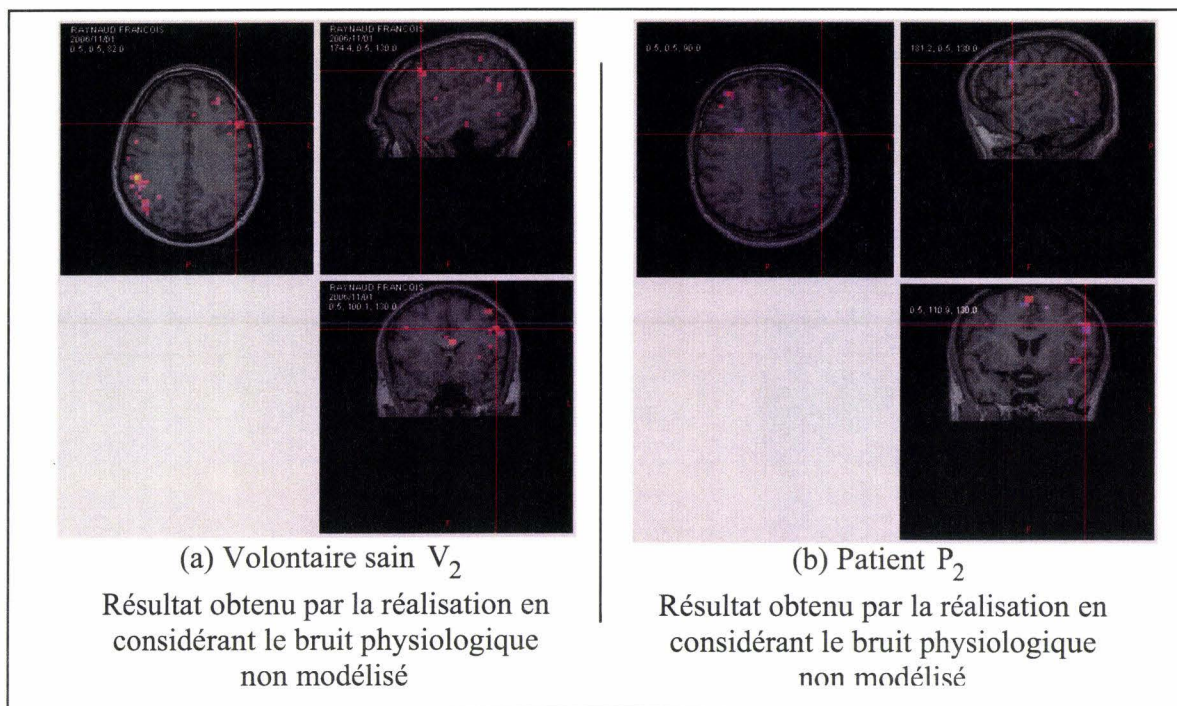 RAYNAUD FRANCOIS
2006/11/01
0.5, 0.5, 82.0
L
P
RAYNAUD FRANCOIS
2006/11/01
174.4, 0.5, 130.0
P
F
RAYNAUD FRANCOIS
2006/11/01
0.5, 100.1, 130.0
L
F
(a) Volontaire sain V2
Résultat obtenu par la réalisation en
considérant le bruit physiologique
non modélisé
0.5, 0.5, 90.0
L
P
181.2, 0.5, 130.0
P
F
0.5, 110.9, 130.0
L
F
(b) Patient P2
Résultat obtenu par la réalisation en
considérant le bruit physiologique
non modélisé